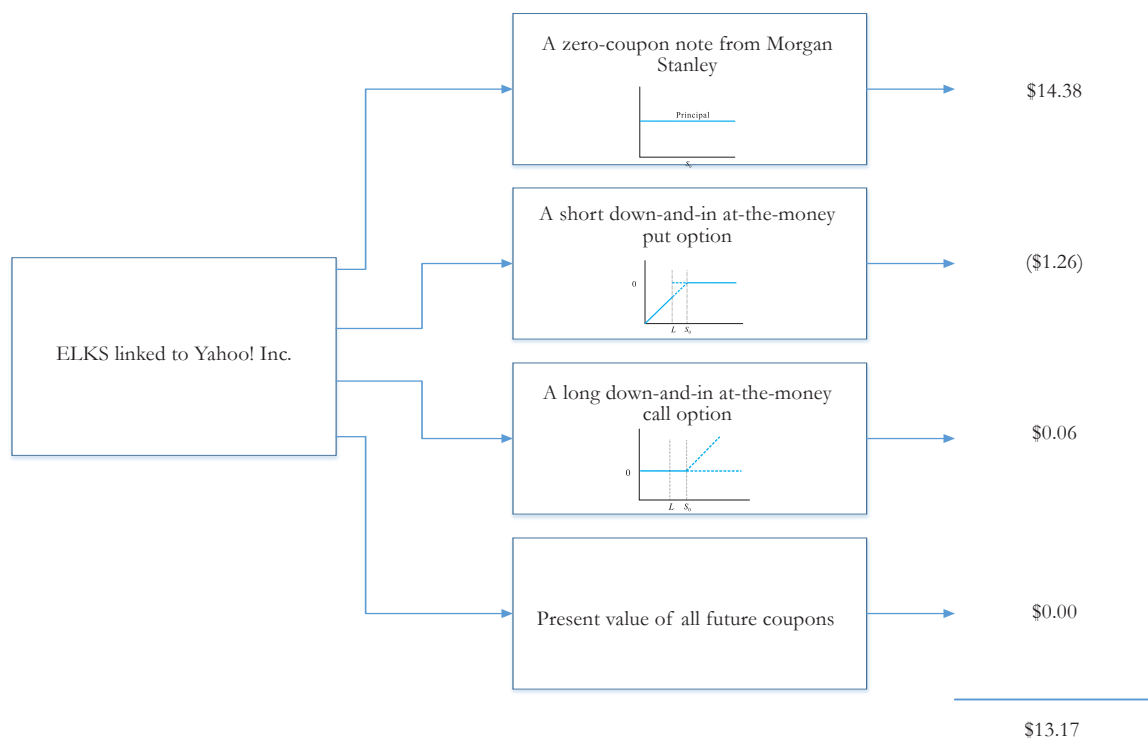 A zero-coupon note from Morgan
Stanley
Principal
S₀
$14.38
A short down-and-in at-the-money
put option
0
L S₀
($1.26)
ELKS linked to Yahoo! Inc.
A long down-and-in at-the-money
call option
0
L S₀
$0.06
Present value of all future coupons
$0.00
$13.17